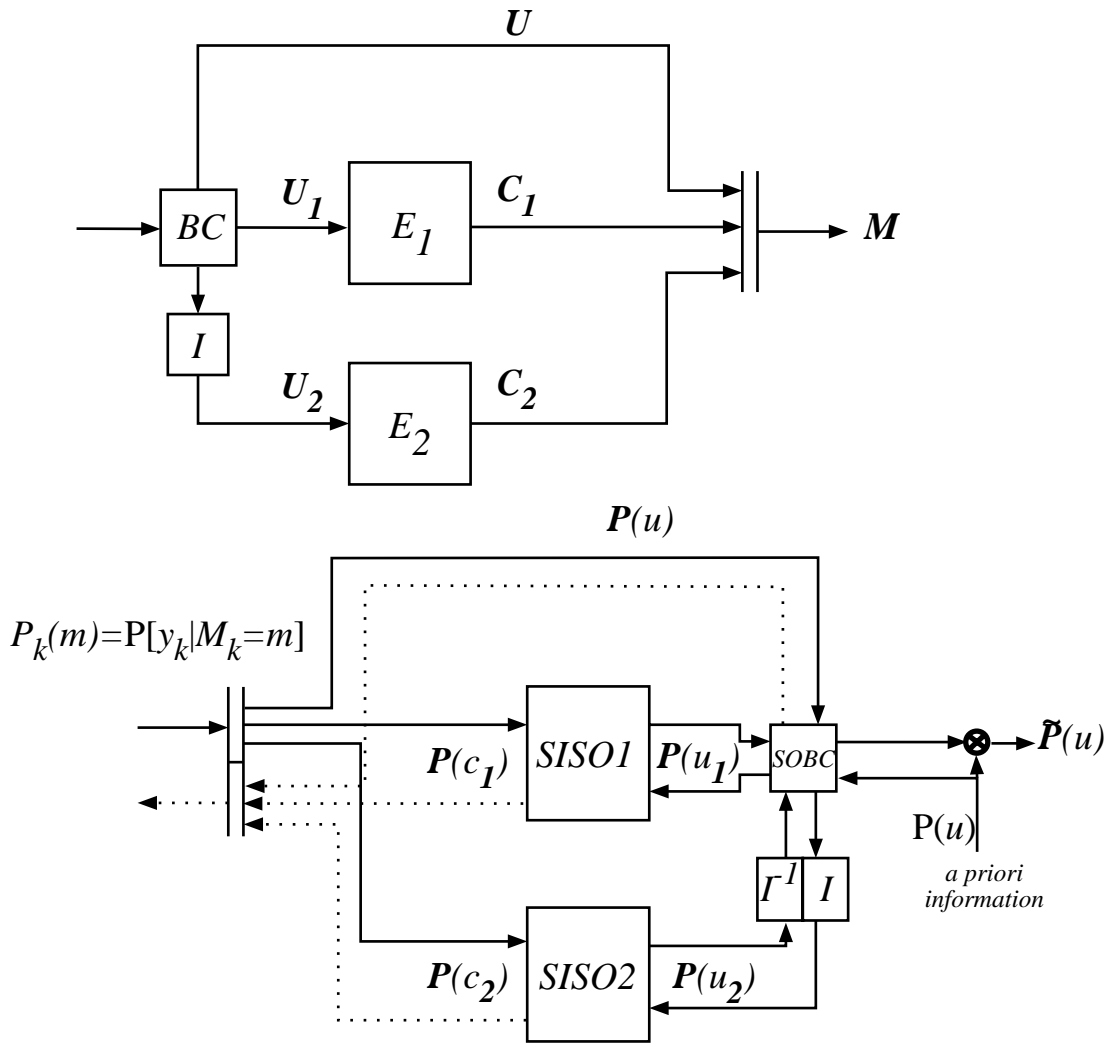 U
U1
C1
BC
E1
M
I
U2
C2
E2
P(u)
Pk(m)=P[yk|Mk=m]
P(c1)
SISO1
P(u1)
SOBC
P̃(u)
P(u)
a priori
information
I-1
I
P(c2)
SISO2
P(u2)